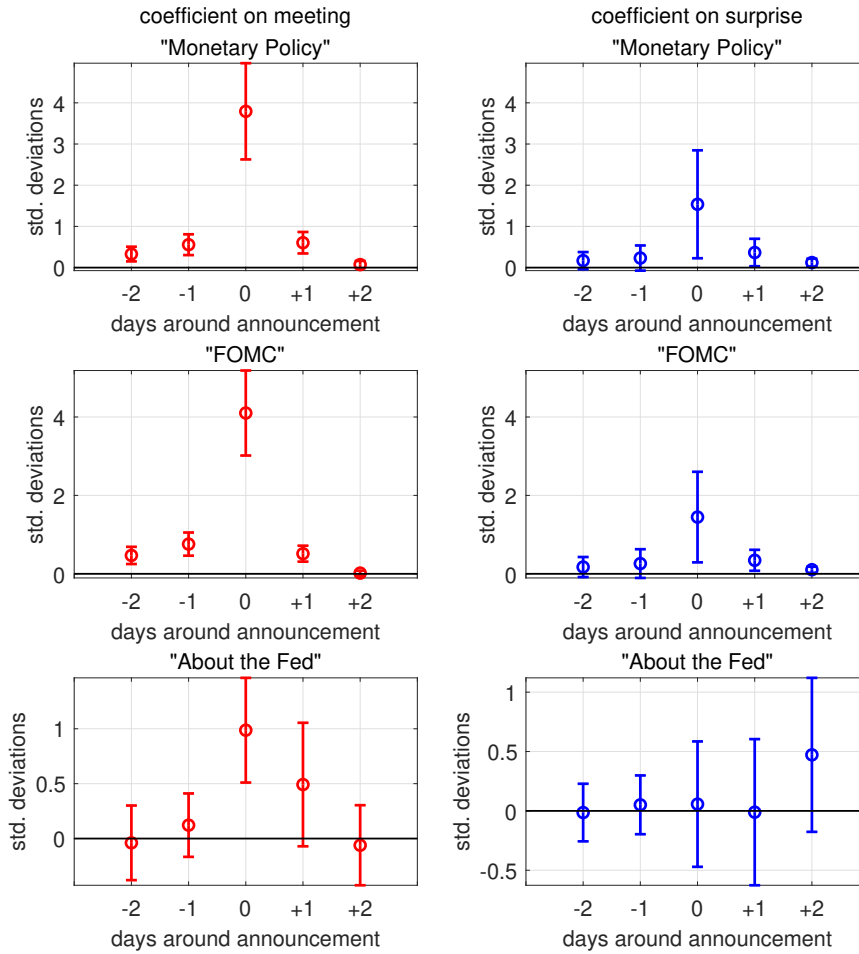 coefficient on meeting
coefficient on surprise
"Monetary Policy"
"Monetary Policy"
std. deviations
4
3
2
1
0
-2 -1 0 +1 +2
days around announcement
std. deviations
4
3
2
1
0
-2 -1 0 +1 +2
days around announcement
"FOMC"
"FOMC"
std. deviations
4
2
0
-2 -1 0 +1 +2
days around announcement
std. deviations
4
2
0
-2 -1 0 +1 +2
days around announcement
"About the Fed"
"About the Fed"
std. deviations
1
0.5
0
-2 -1 0 +1 +2
days around announcement
std. deviations
1
0.5
0
-0.5
-2 -1 0 +1 +2
days around announcement